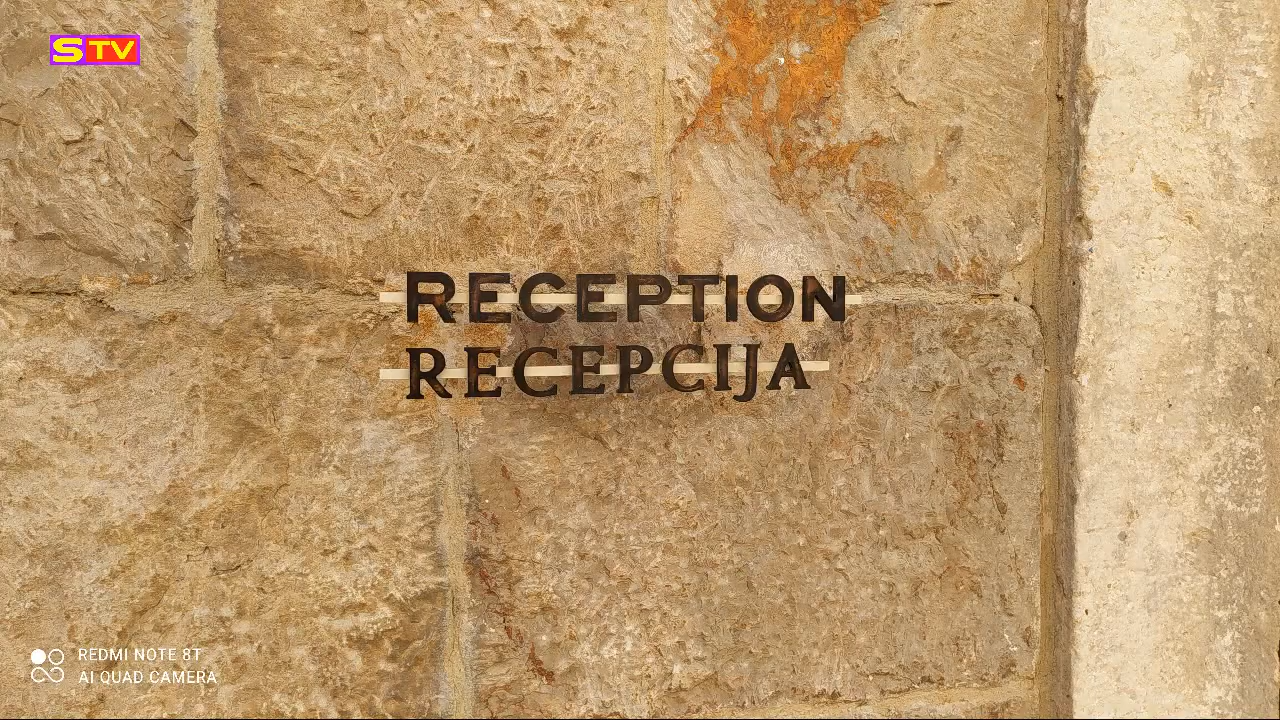 STV
RECEPTION
RECEPCIJA
REDMI NOTE 8T
AI QUAD CAMERA